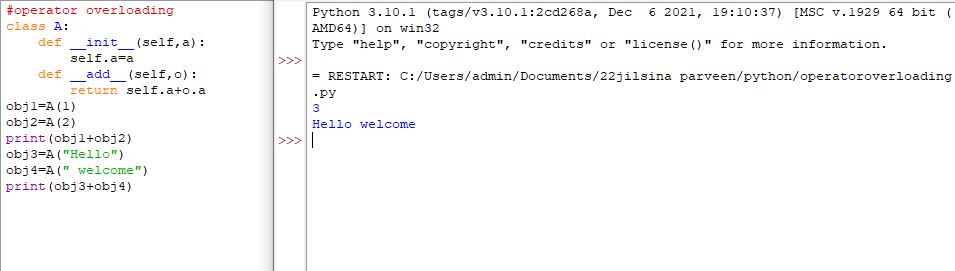 #operator overloading
class A:
    def __init__(self,a):
        self.a=a
    def __add__(self,o):
        return self.a+o.a
obj1=A(1)
obj2=A(2)
print(obj1+obj2)
obj3=A("Hello")
obj4=A(" welcome")
print(obj3+obj4)
Python 3.10.1 (tags/v3.10.1:2cd268a, Dec  6 2021, 19:10:37) [MSC v.1929 64 bit (
AMD64)] on win32
Type "help", "copyright", "credits" or "license()" for more information.
>>>
= RESTART: C:/Users/admin/Documents/22jilsina parveen/python/operatoroverloading
.py
3
Hello welcome
>>>